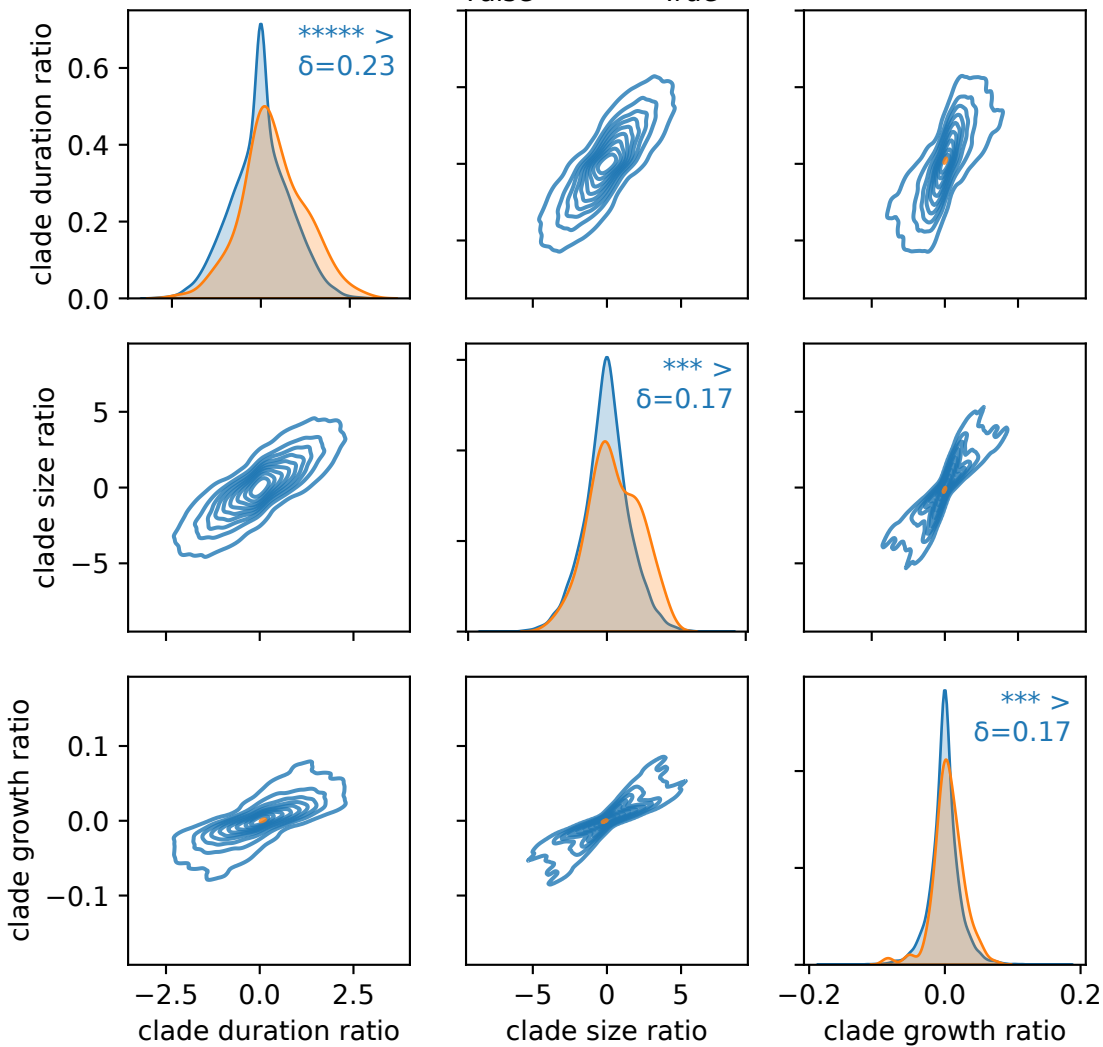 ***** >
δ=0.23
clade duration ratio
0.6
0.4
0.2
0.0
*** >
δ=0.17
clade size ratio
5
0
−5
*** >
δ=0.17
clade growth ratio
0.1
0.0
−0.1
−2.5 0.0 2.5
−5 0 5
−0.2 0.0 0.2
clade duration ratio
clade size ratio
clade growth ratio